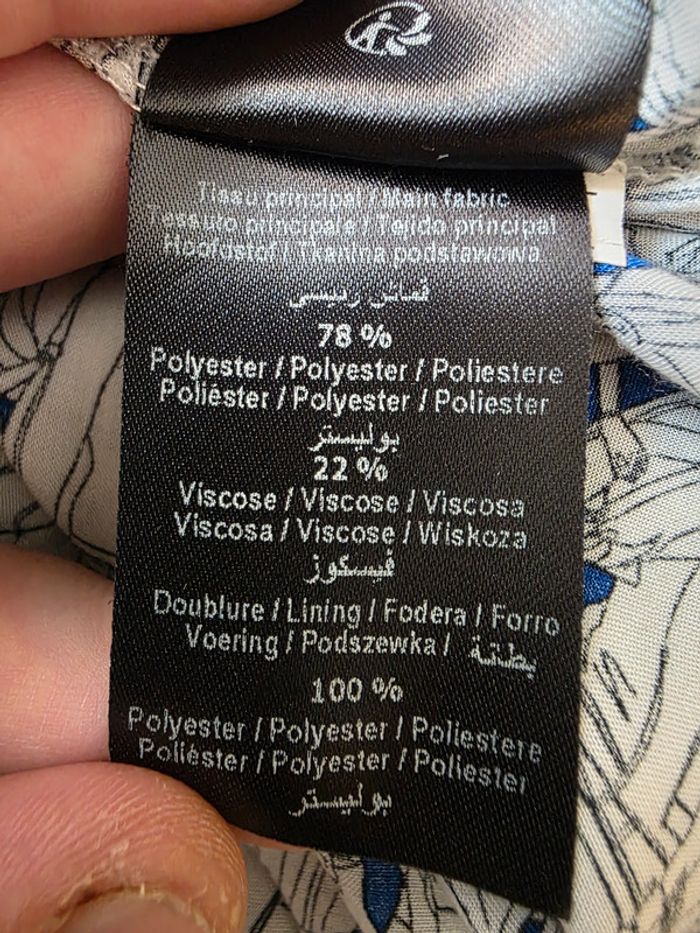 Tissu principal / Main fabric
Tessuto principale / Tejido principal
Hoofdstof / Tkanina podstawowa
قماش رئيسي
78 %
Polyester / Polyester / Poliestere
Poliéster / Polyester / Poliester
بوليستر
22 %
Viscose / Viscose / Viscosa
Viscosa / Viscose / Wiskoza
فيسكوز
Doublure / Lining / Fodera / Forro
Voering / Podszewka / بطانة
100 %
Polyester / Polyester / Poliestere
Poliéster / Polyester / Poliester
بوليستر